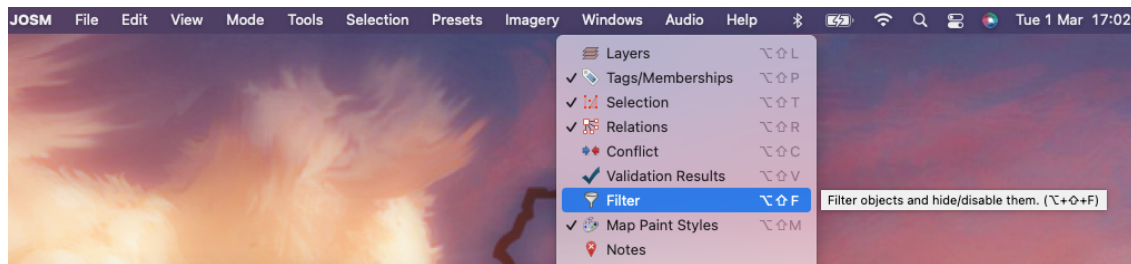 JOSM File Edit View Mode Tools Selection Presets Imagery Windows Audio Help Tue 1 Mar 17:02
Layers ⌥⇧L
✓ Tags/Memberships ⌥⇧P
✓ Selection ⌥⇧T
✓ Relations ⌥⇧R
Conflict ⌥⇧C
Validation Results ⌥⇧V
Filter ⌥⇧F
Filter objects and hide/disable them. (⌥+⇧+F)
✓ Map Paint Styles ⌥⇧M
Notes